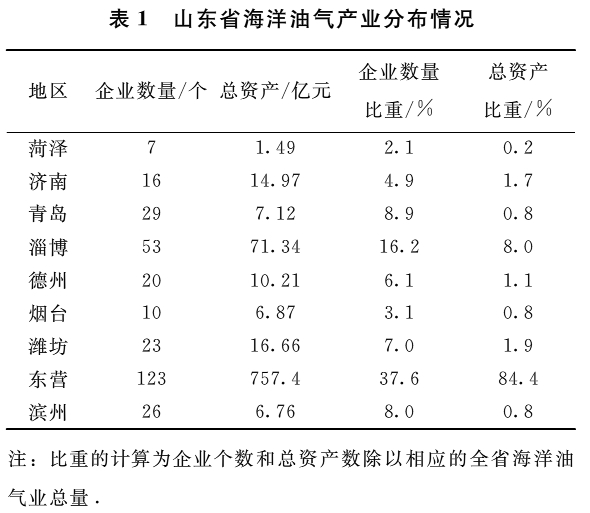 表 1 山东省海洋油气产业分布情况
地区 企业数量/个 总资产/亿元 企业数量比重/% 总资产比重/%
菏泽 7 1.49 2.1 0.2
济南 16 14.97 4.9 1.7
青岛 29 7.12 8.9 0.8
淄博 53 71.34 16.2 8.0
德州 20 10.21 6.1 1.1
烟台 10 6.87 3.1 0.8
潍坊 23 16.66 7.0 1.9
东营 123 757.4 37.6 84.4
滨州 26 6.76 8.0 0.8
注: 比重的计算为企业个数和总资产数除以相应的全省海洋油
气业总量.